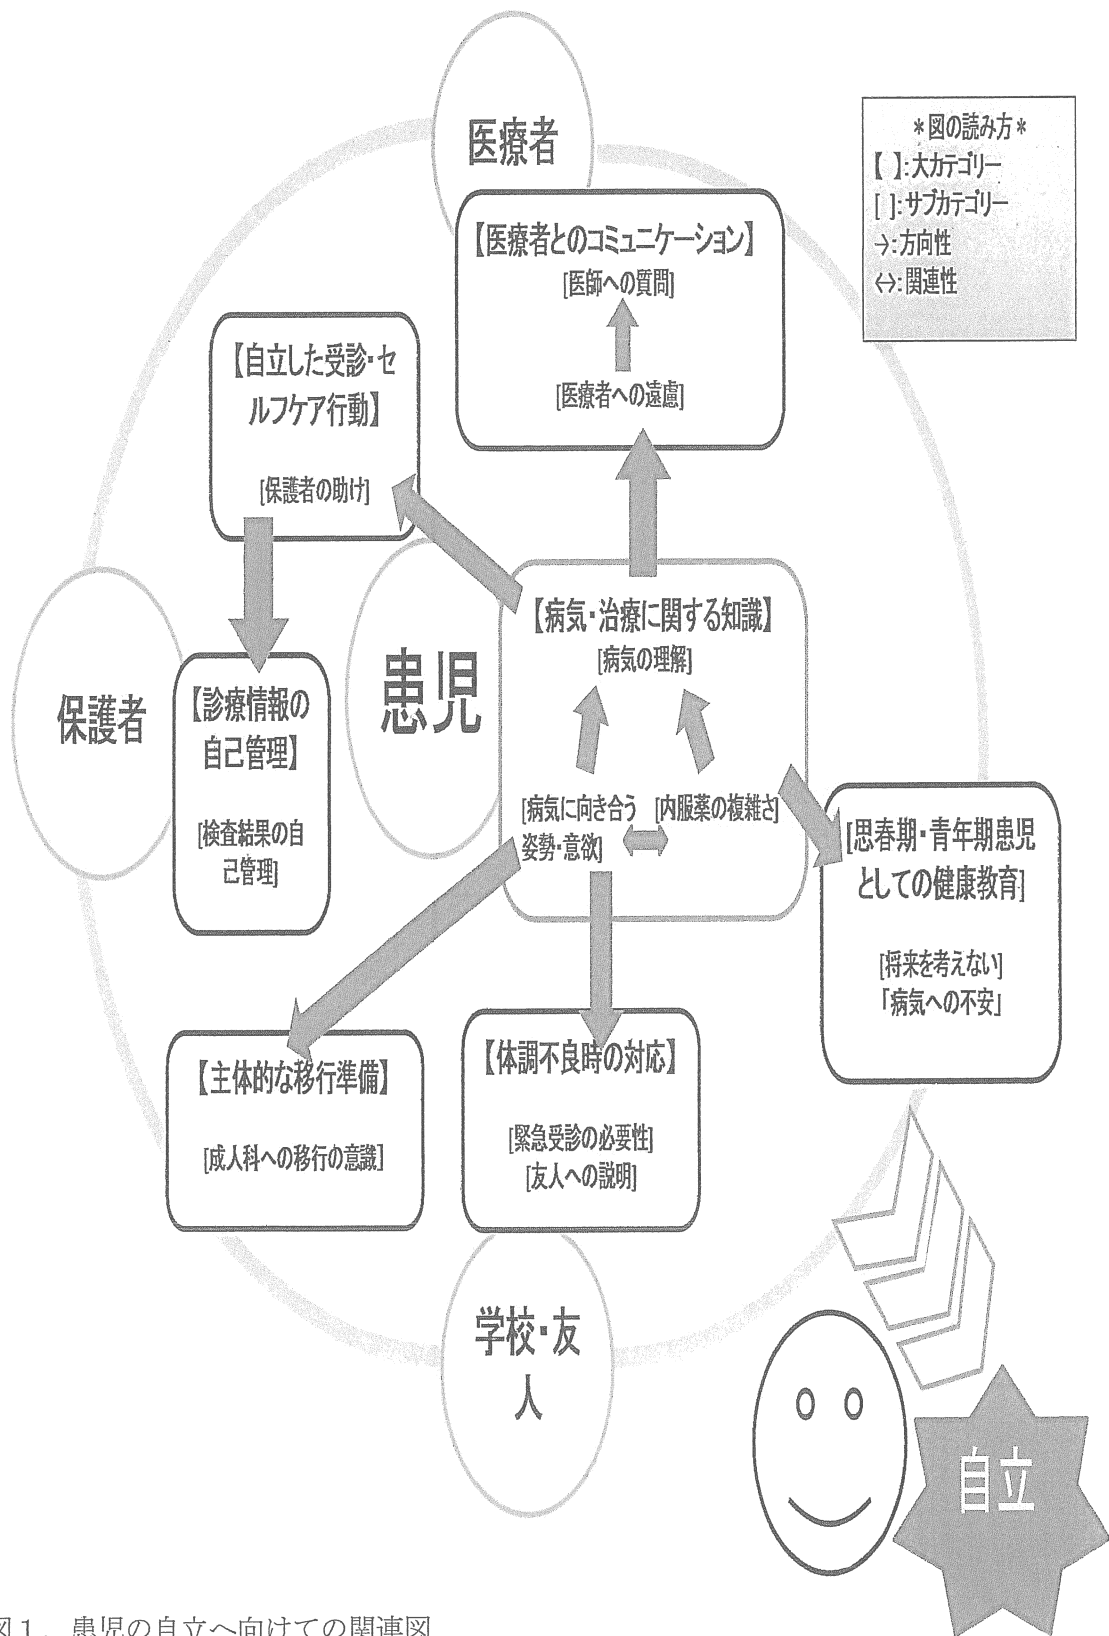 医療者
*図の読み方*
【 】:大カテゴリー
[ ]:サブカテゴリー
→:方向性
↔:関連性
【医療者とのコミュニケーション】
[医師への質問]
[医療者への遠慮]
【自立した受診・セ
ルフケア行動】
[保護者の助け]
【病気・治療に関する知識】
[病気の理解]
[病気に向き合う
姿勢・意欲]
[内服薬の複雑さ]
患児
保護者
【診療情報の
自己管理】
[検査結果の自
己管理]
[思春期・青年期患児
としての健康教育]
[将来を考えない]
「病気への不安」
【主体的な移行準備】
[成人科への移行の意識]
【体調不良時の対応】
[緊急受診の必要性]
[友人への説明]
学校・友
人
自立
図1. 患児の自立へ向けての関連図